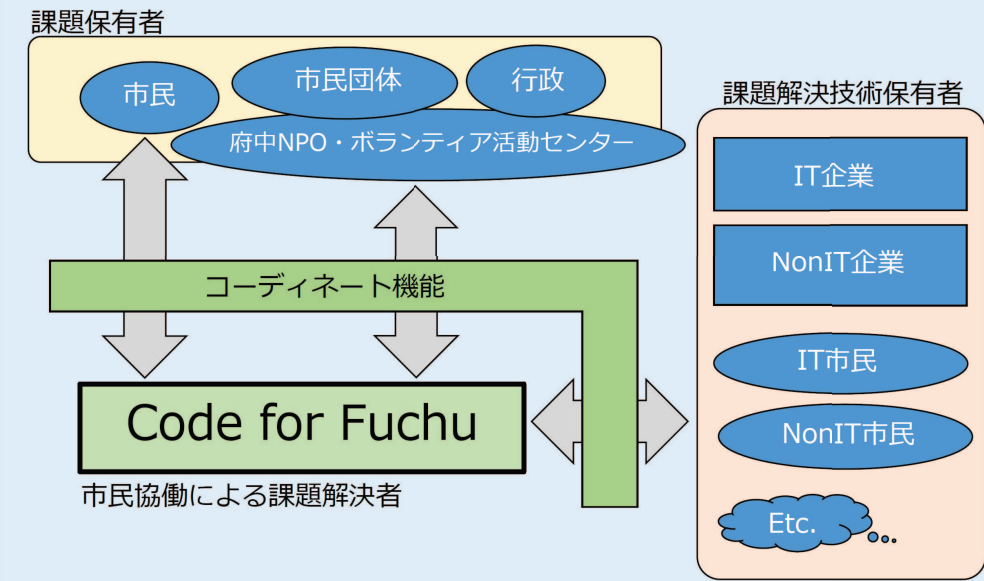 課題保有者
市民
市民団体
行政
府中NPO・ボランティア活動センター
コーディネート機能
Code for Fuchu
市民協働による課題解決者
課題解決技術保有者
IT企業
NonIT企業
IT市民
NonIT市民
Etc.